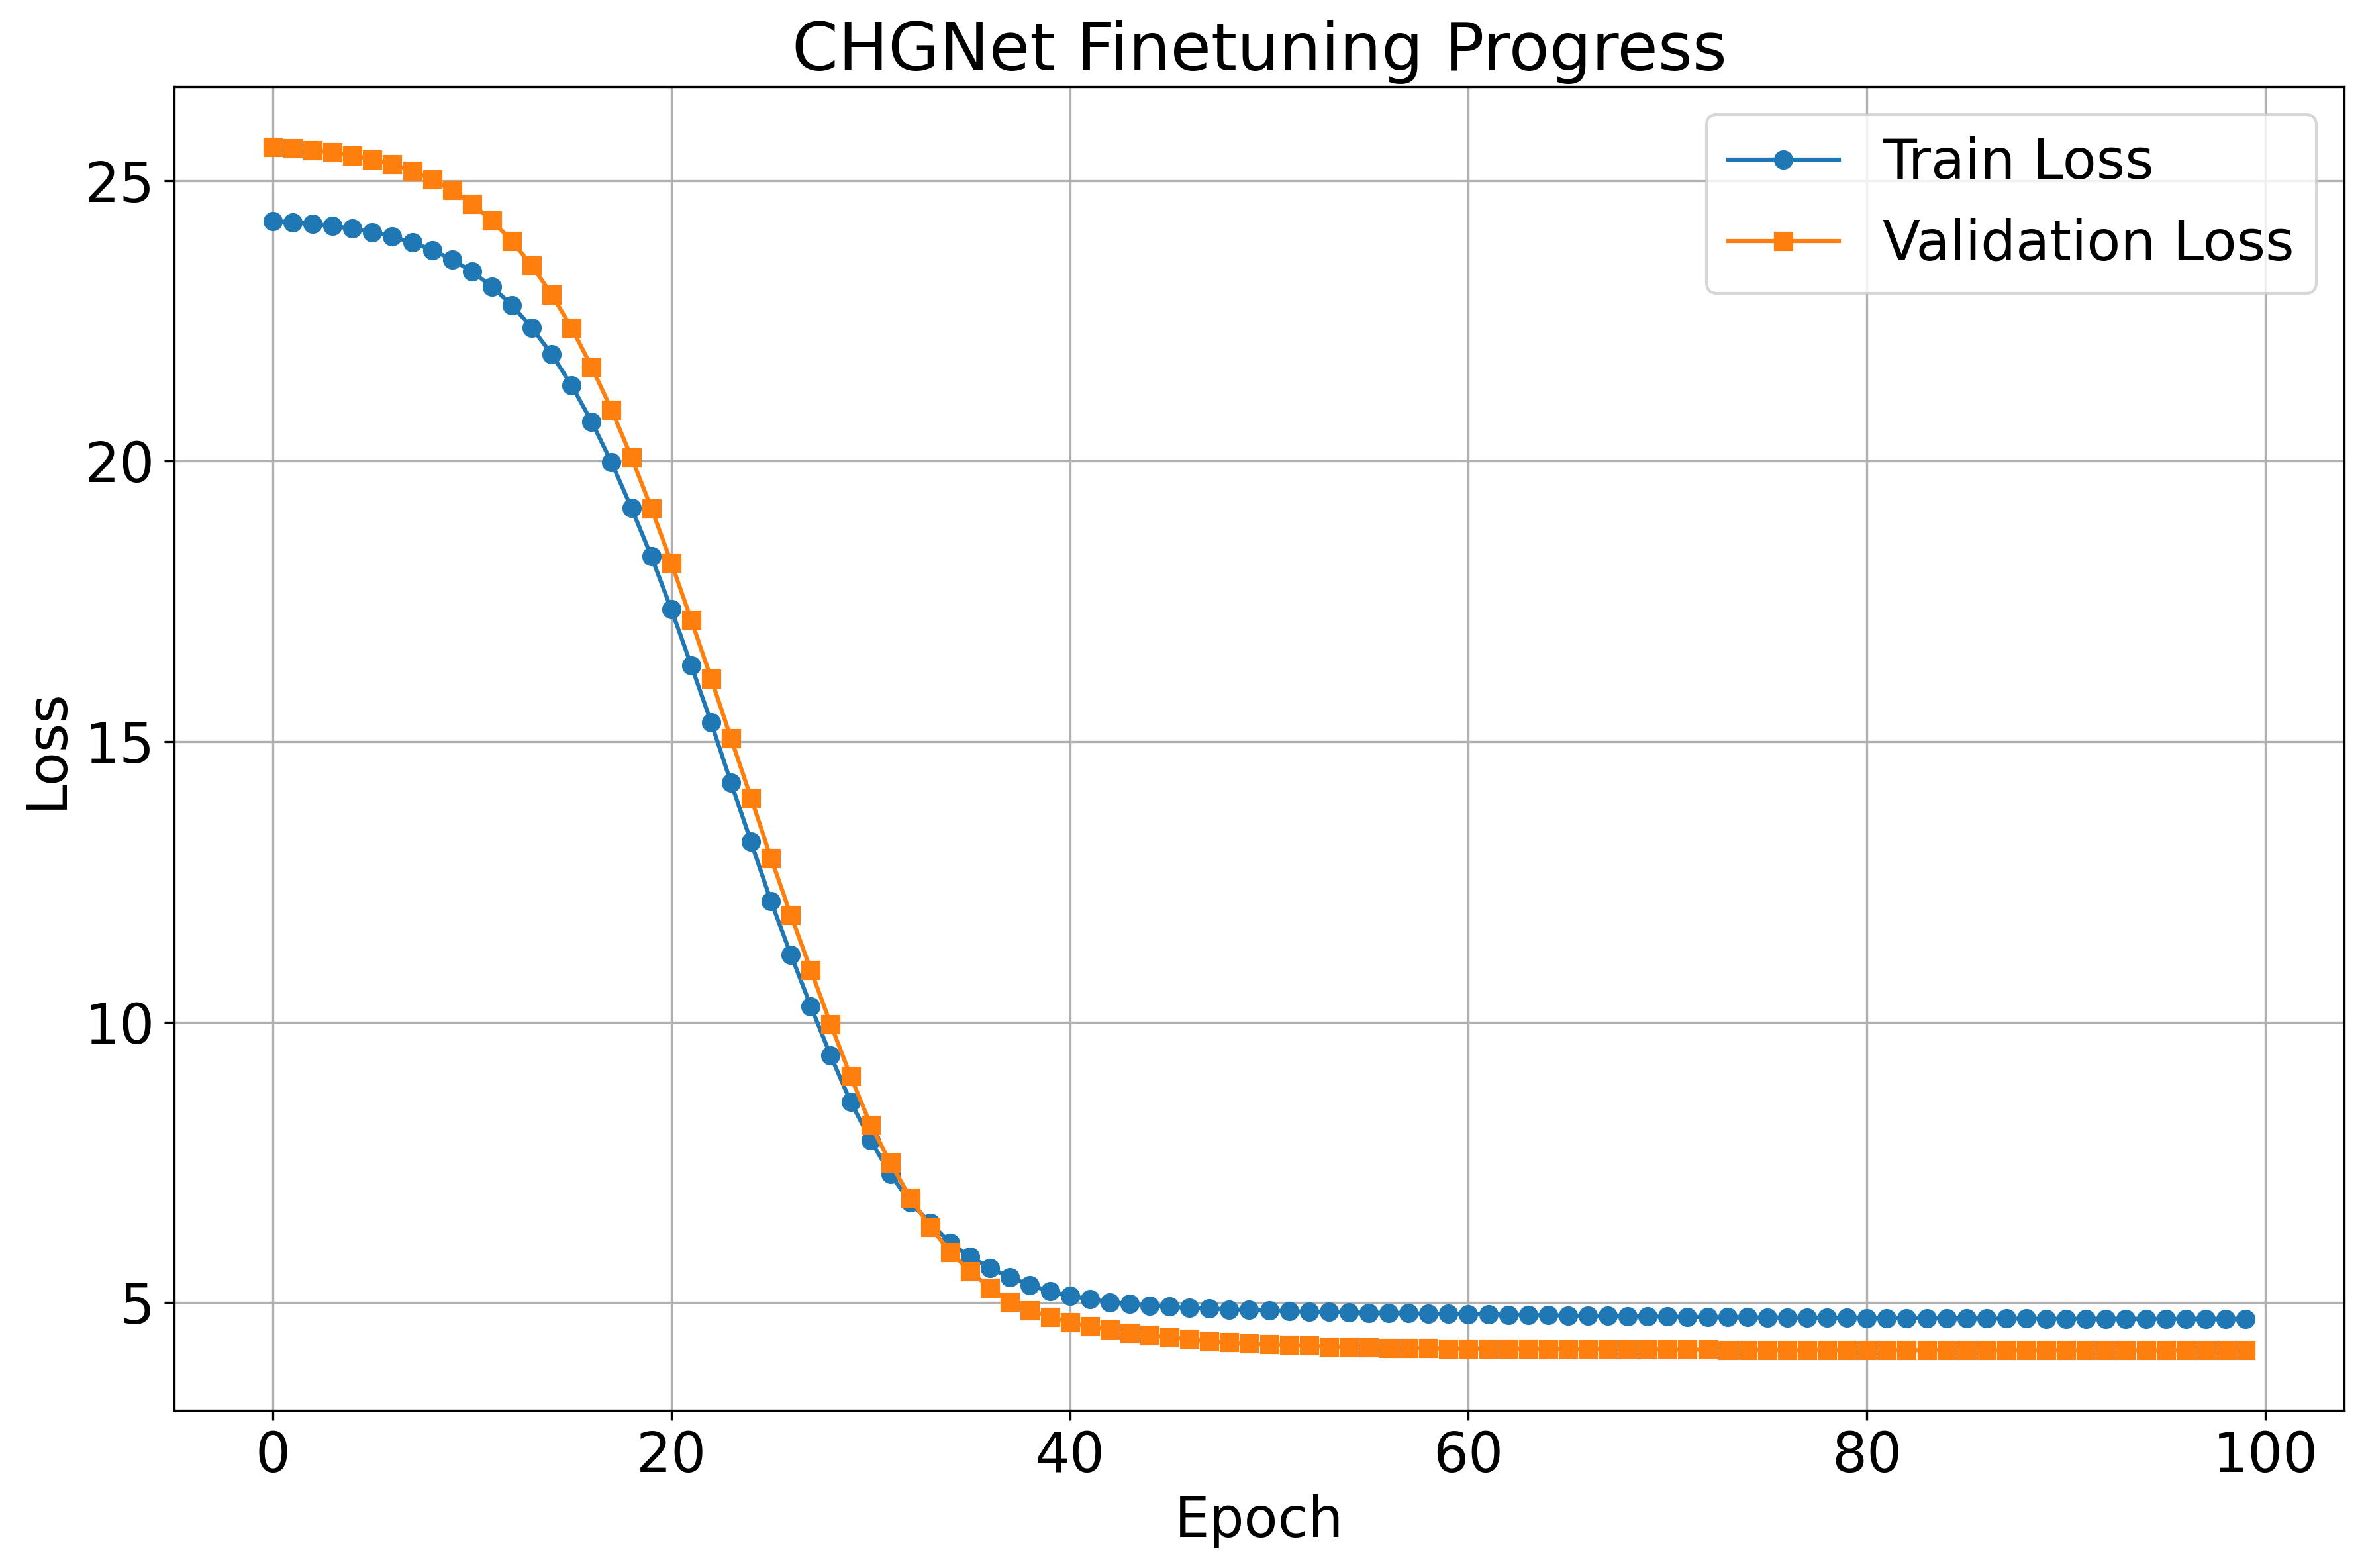 CHGNet Finetuning Progress
Train Loss
Validation Loss
Loss
25
20
15
10
5
0 20 40 60 80 100
Epoch